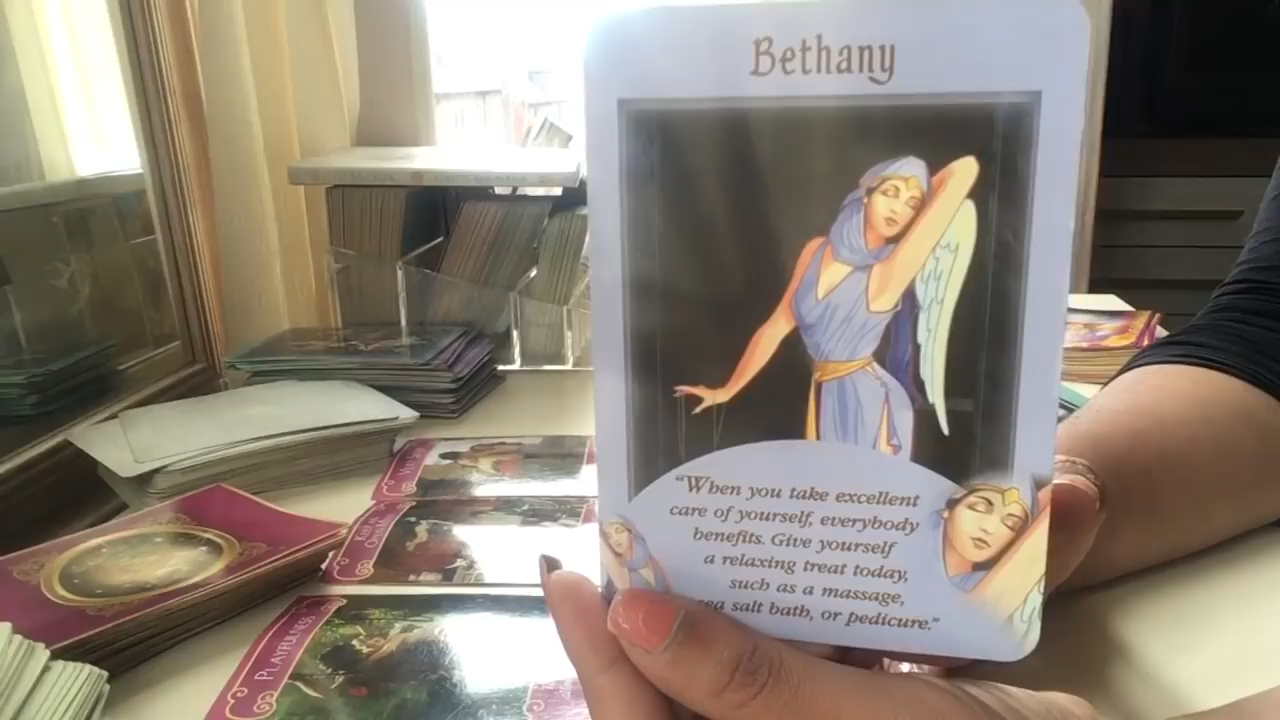 Bethany
"When you take excellent
care of yourself, everybody
benefits. Give yourself
a relaxing treat today,
such as a massage,
sea salt bath, or pedicure."
PLAYFULNESS